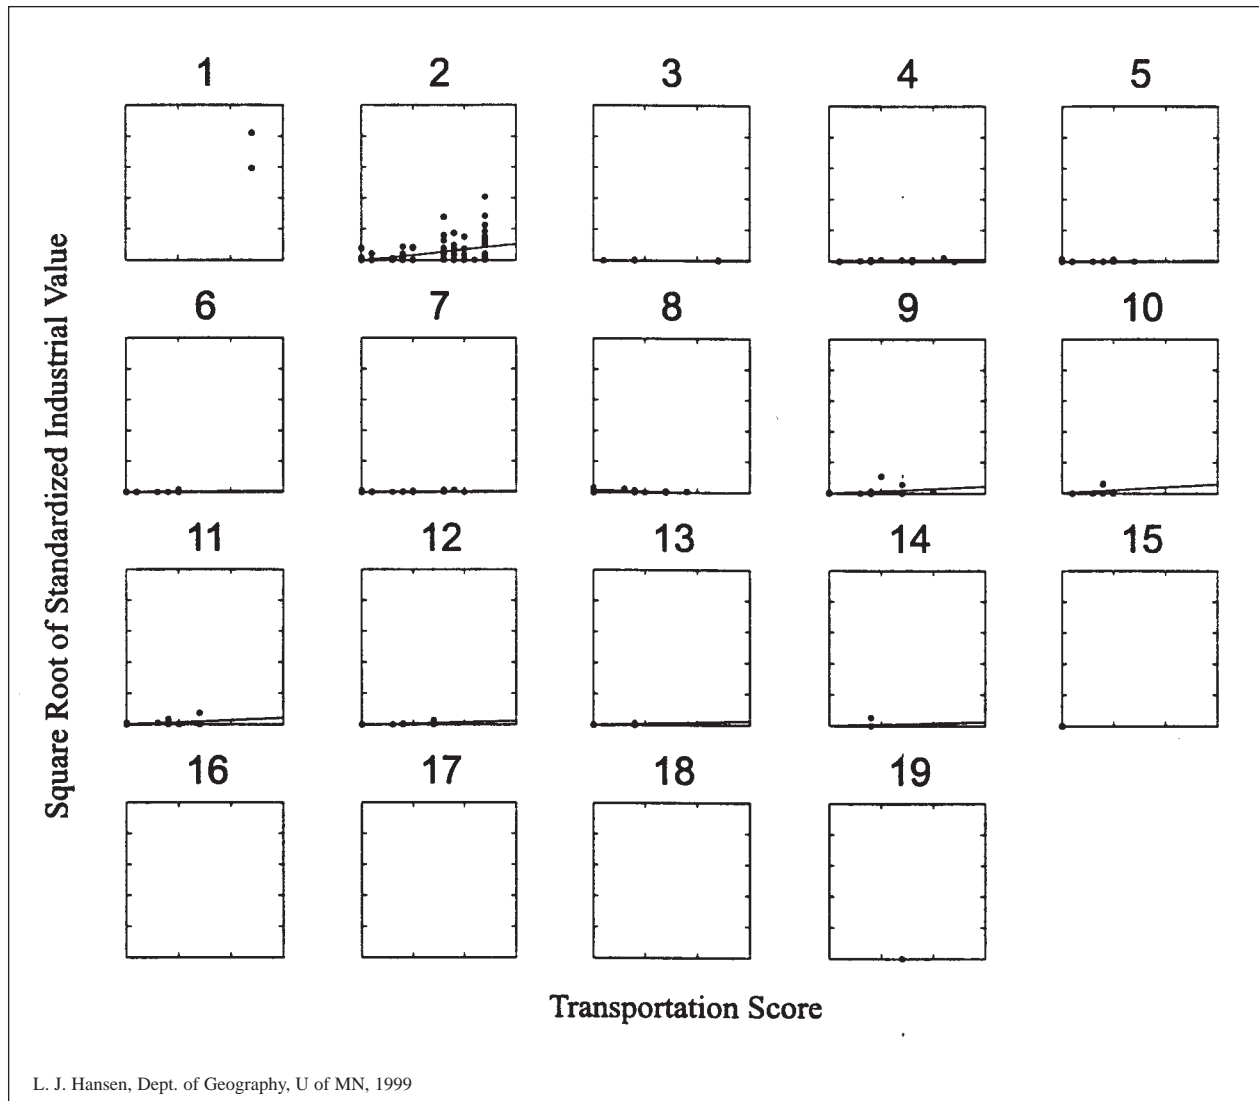 1 2 3 4 5
6 7 8 9 10
11 12 13 14 15
16 17 18 19
Square Root of Standardized Industrial Value
Transportation Score
L. J. Hansen, Dept. of Geography, U of MN, 1999